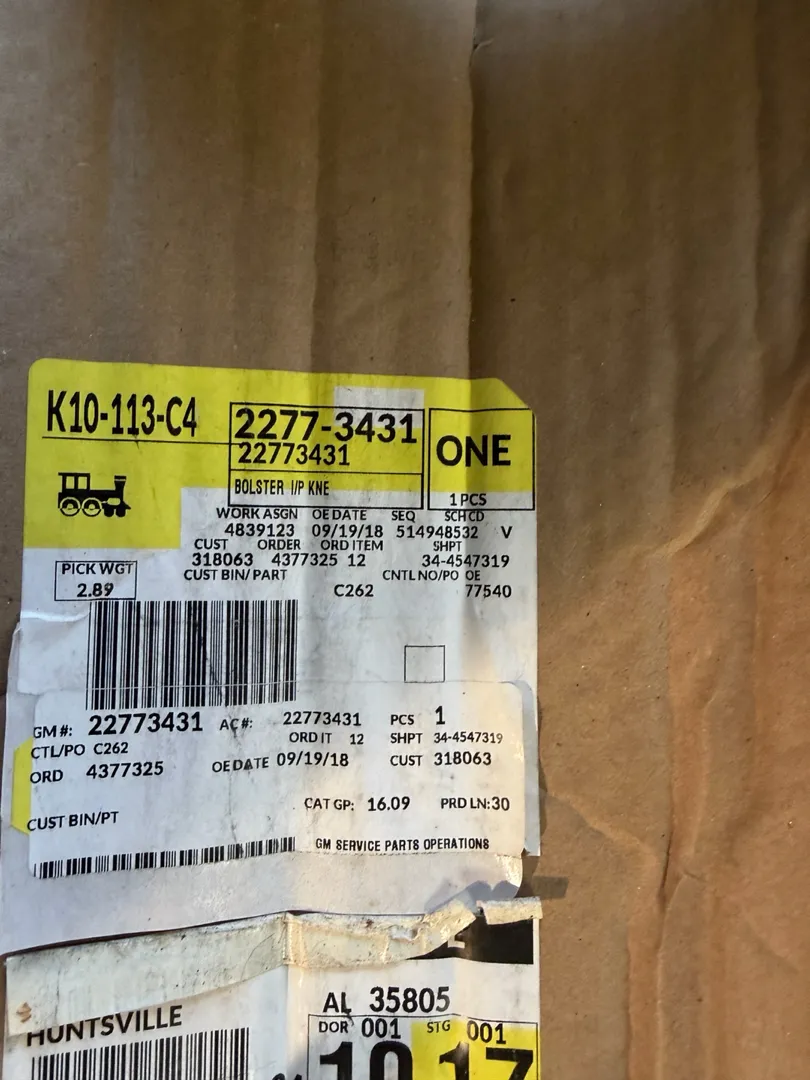 K10-113-C4
2277-3431
22773431
ONE
BOLSTER I/P KNE
1 PCS
WORK ASGN OE DATE SEQ SCH CD
4839123 09/19/18 514948532 V
CUST ORDER ORD ITEM SHPT
318063 4377325 12 34-4547319
PICK WGT
2.89
CUST BIN/PART CNTL NO/PO OE
C262 77540
GM#: 22773431 AC#: 22773431 PCS 1
ORD IT 12 SHPT 34-4547319
CTL/PO C262
ORD 4377325 OE DATE 09/19/18 CUST 318063
CAT GP: 16.09 PRD LN:30
CUST BIN/PT
GM SERVICE PARTS OPERATIONS
HUNTSVILLE AL 35805
DOR 001 STG 001
10 17